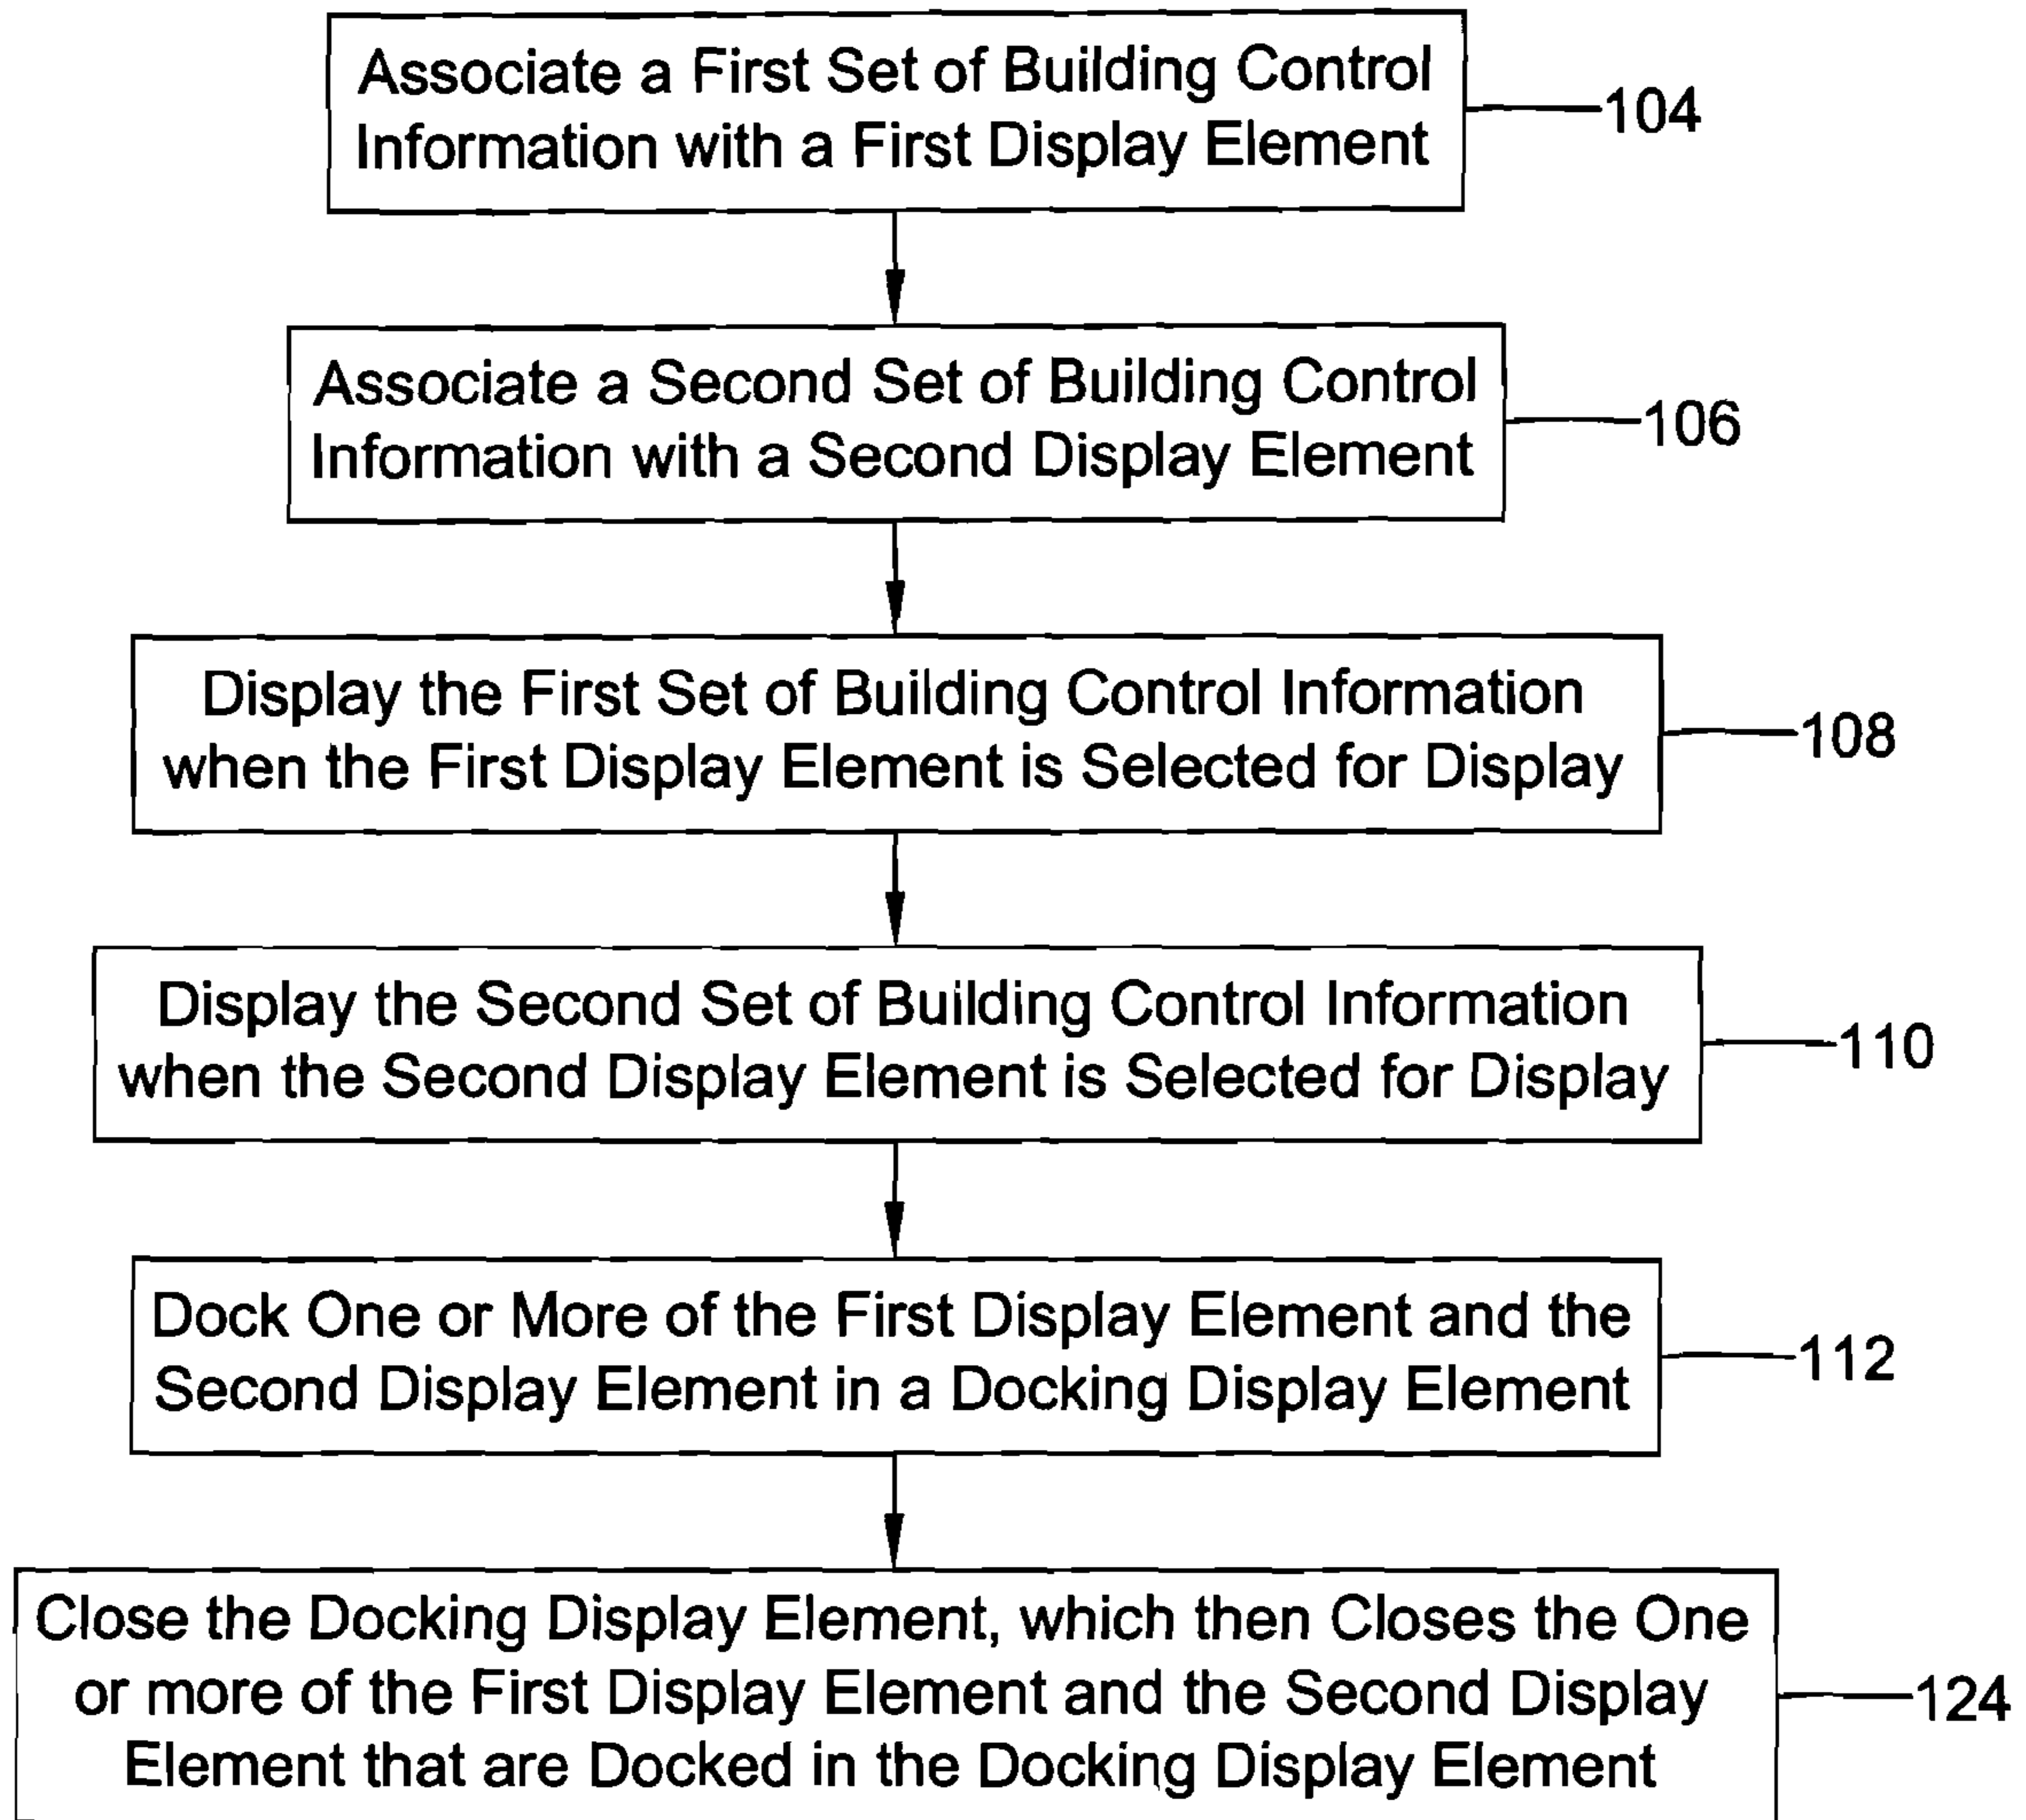 Associate a First Set of Building Control
Information with a First Display Element
104
Associate a Second Set of Building Control
Information with a Second Display Element
106
Display the First Set of Building Control Information
when the First Display Element is Selected for Display
108
Display the Second Set of Building Control Information
when the Second Display Element is Selected for Display
110
Dock One or More of the First Display Element and the
Second Display Element in a Docking Display Element
112
Close the Docking Display Element, which then Closes the One
or more of the First Display Element and the Second Display
Element that are Docked in the Docking Display Element
124